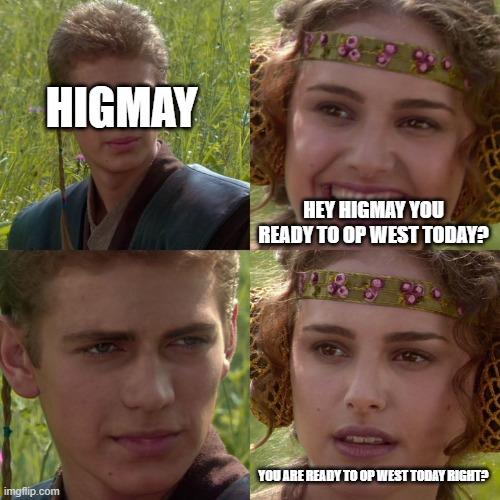 HIGMAY
HEY HIGMAY YOU
READY TO OP WEST TODAY?
YOU ARE READY TO OP WEST TODAY RIGHT?
imgflip.com